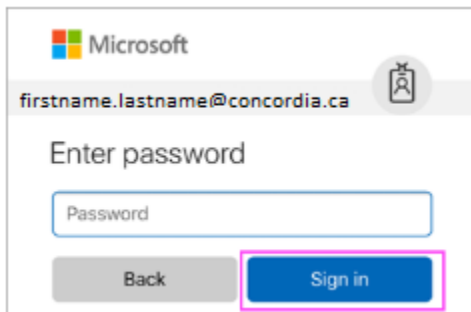 Microsoft
firstname.lastname@concordia.ca
Enter password
Password
Back
Sign in